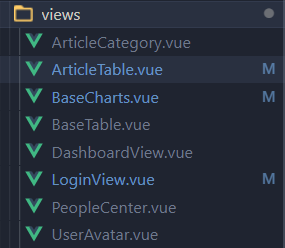 views
ArticleCategory.vue
ArticleTable.vue M
BaseCharts.vue M
BaseTable.vue
DashboardView.vue
LoginView.vue M
PeopleCenter.vue
UserAvatar.vue